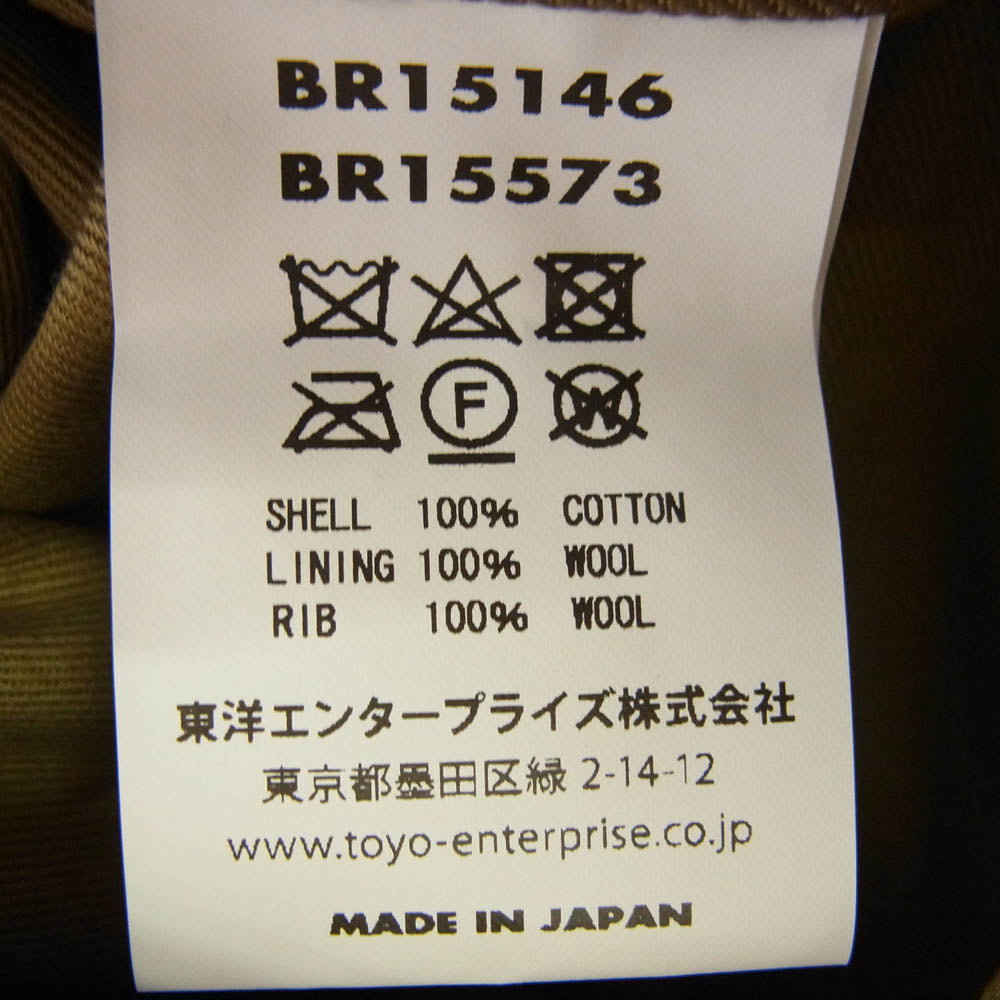 BR15146
BR15573
F
W
SHELL 100% COTTON
LINING 100% WOOL
RIB 100% WOOL
東洋エンタープライズ株式会社
東京都墨田区緑 2-14-12
www.toyo-enterprise.co.jp
MADE IN JAPAN